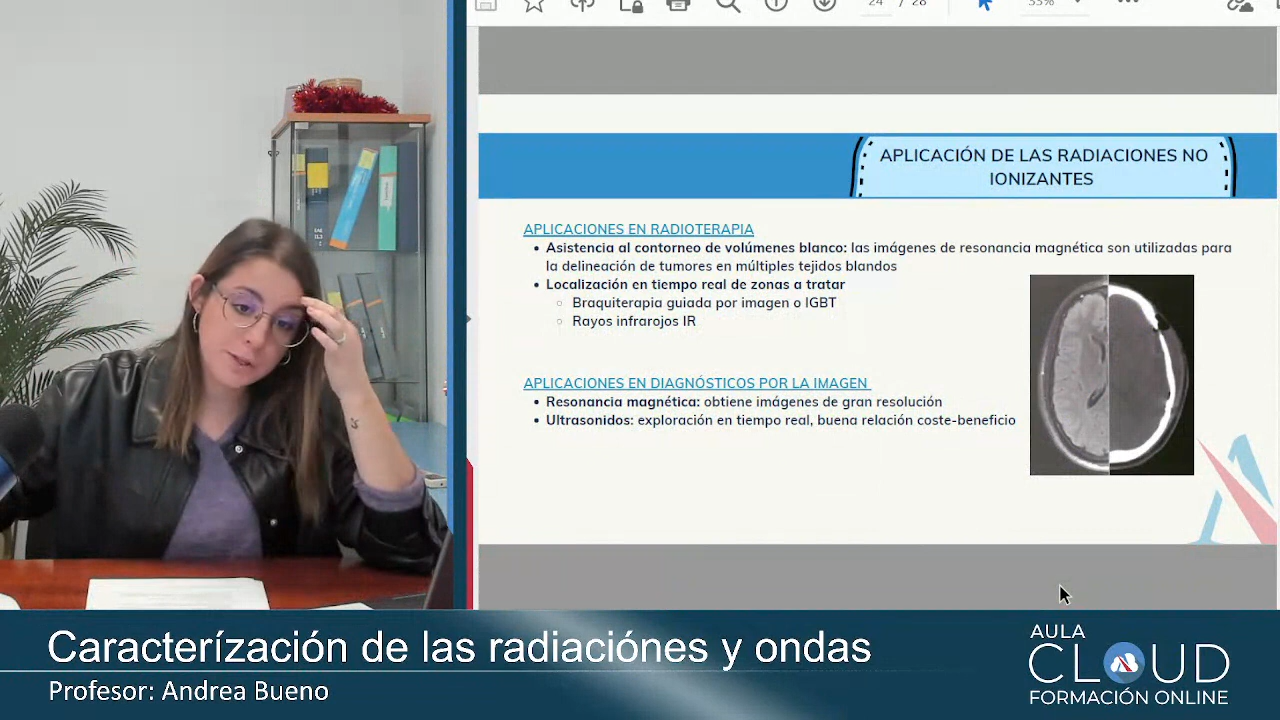 24 / 28
33%
APLICACIÓN DE LAS RADIACIONES NO
IONIZANTES
APLICACIONES EN RADIOTERAPIA
• Asistencia al contorneo de volúmenes blanco: las imágenes de resonancia magnética son utilizadas para
la delineación de tumores en múltiples tejidos blandos
• Localización en tiempo real de zonas a tratar
○ Braquiterapia guiada por imagen o IGBT
○ Rayos infrarojos IR
APLICACIONES EN DIAGNÓSTICOS POR LA IMAGEN
• Resonancia magnética: obtiene imágenes de gran resolución
• Ultrasonidos: exploración en tiempo real, buena relación coste-beneficio
Caracterízación de las radiaciónes y ondas
Profesor: Andrea Bueno
AULA
CLOUD
FORMACIÓN ONLINE